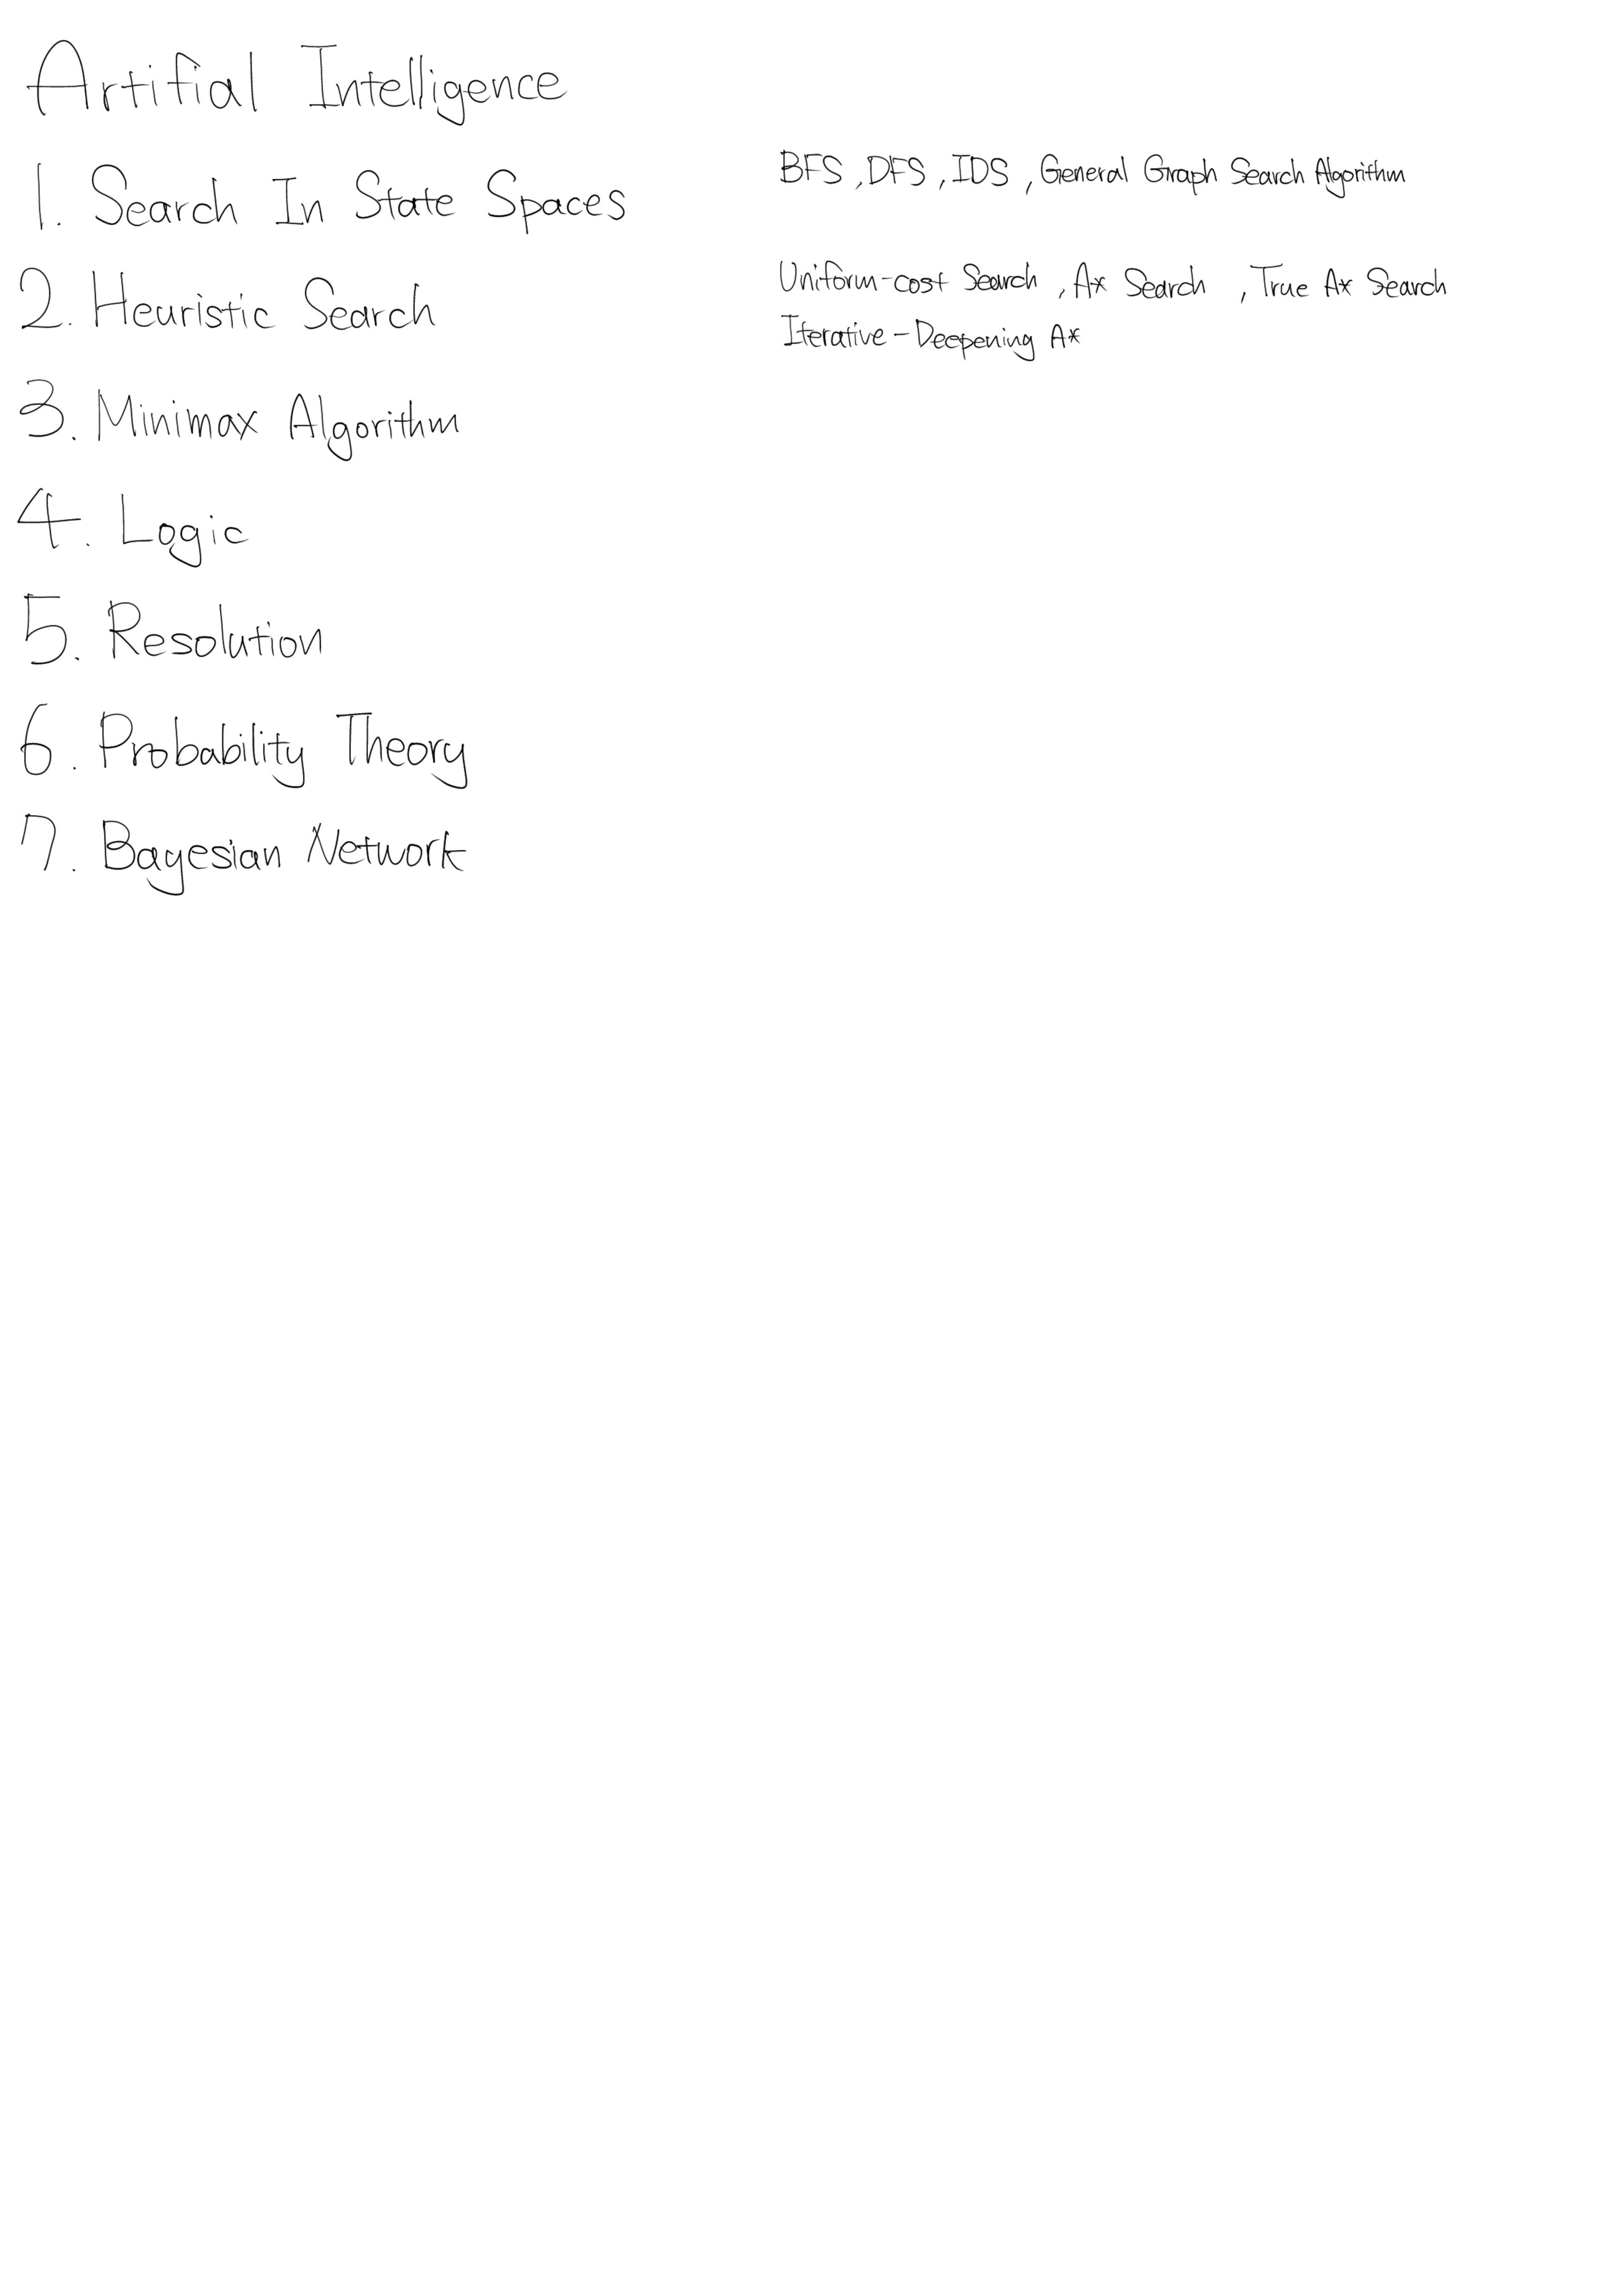 Artifial Intelligence
1. Search In State Spaces
BFS, DFS, IDS, General Graph Search Algorithm
2. Heuristic Search
Uniform-cost Search, A* Search, True A* Search
Iterative-Deepening A*
3. Minimax Algorithm
4. Logic
5. Resolution
6. Probability Theory
7. Bayesian Network